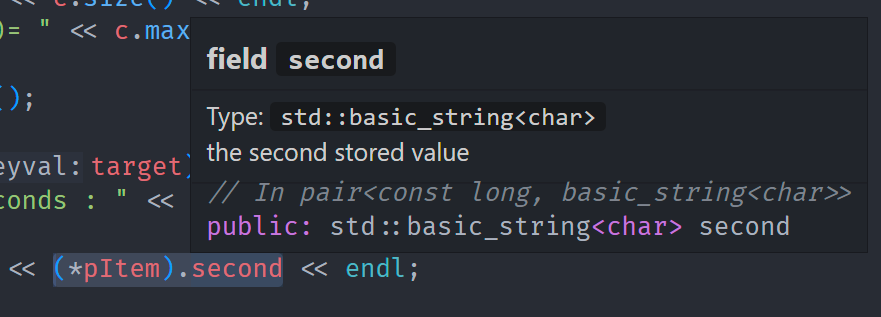 << c.size() << endl;
)= " << c.max
field second
();
Type: std::basic_string<char>
the second stored value
eyval: target)
conds : " <<
// In pair<const long, basic_string<char>>
public: std::basic_string<char> second
<< (*pItem).second << endl;